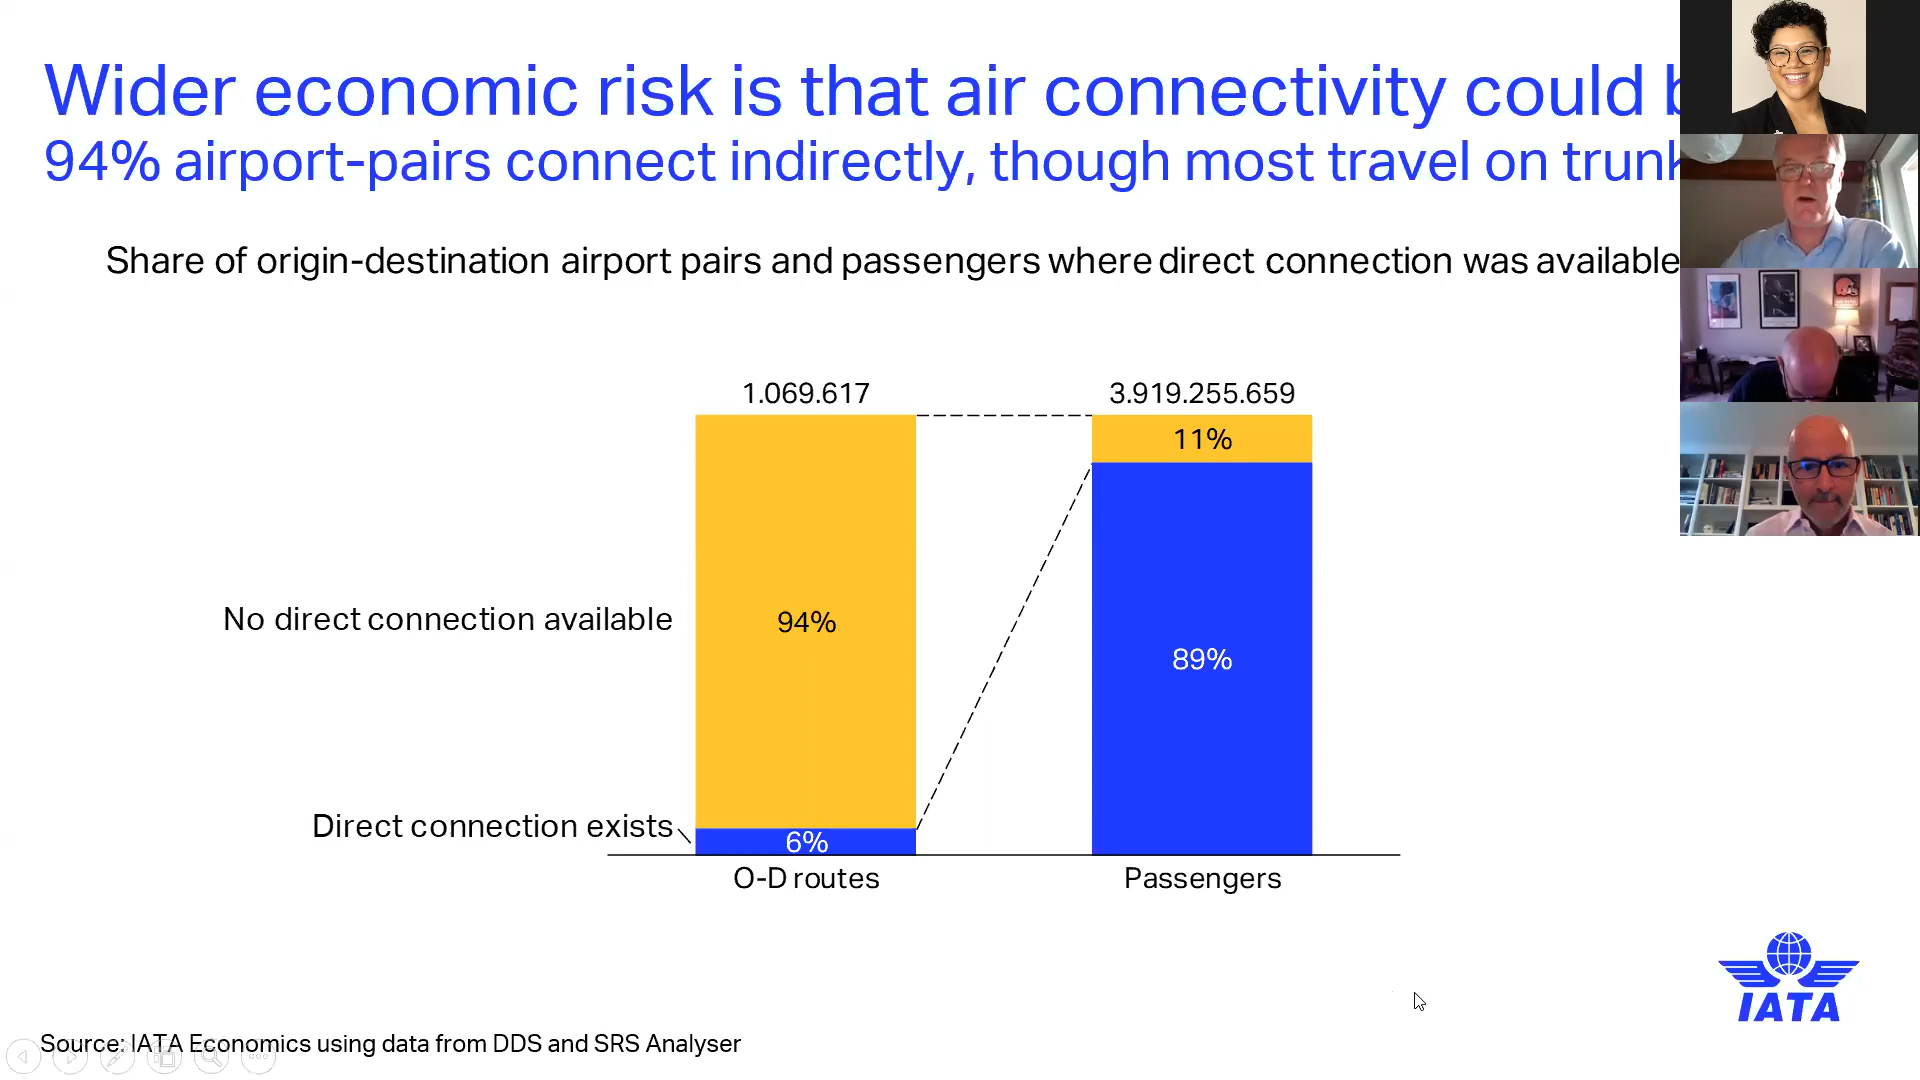 Wider economic risk is that air connectivity could
94% airport-pairs connect indirectly, though most travel on trunk
Share of origin-destination airport pairs and passengers where direct connection was available
1.069.617
3.919.255.659
11%
No direct connection available
94%
89%
Direct connection exists
6%
O-D routes
Passengers
IATA
Source: IATA Economics using data from DDS and SRS Analyser